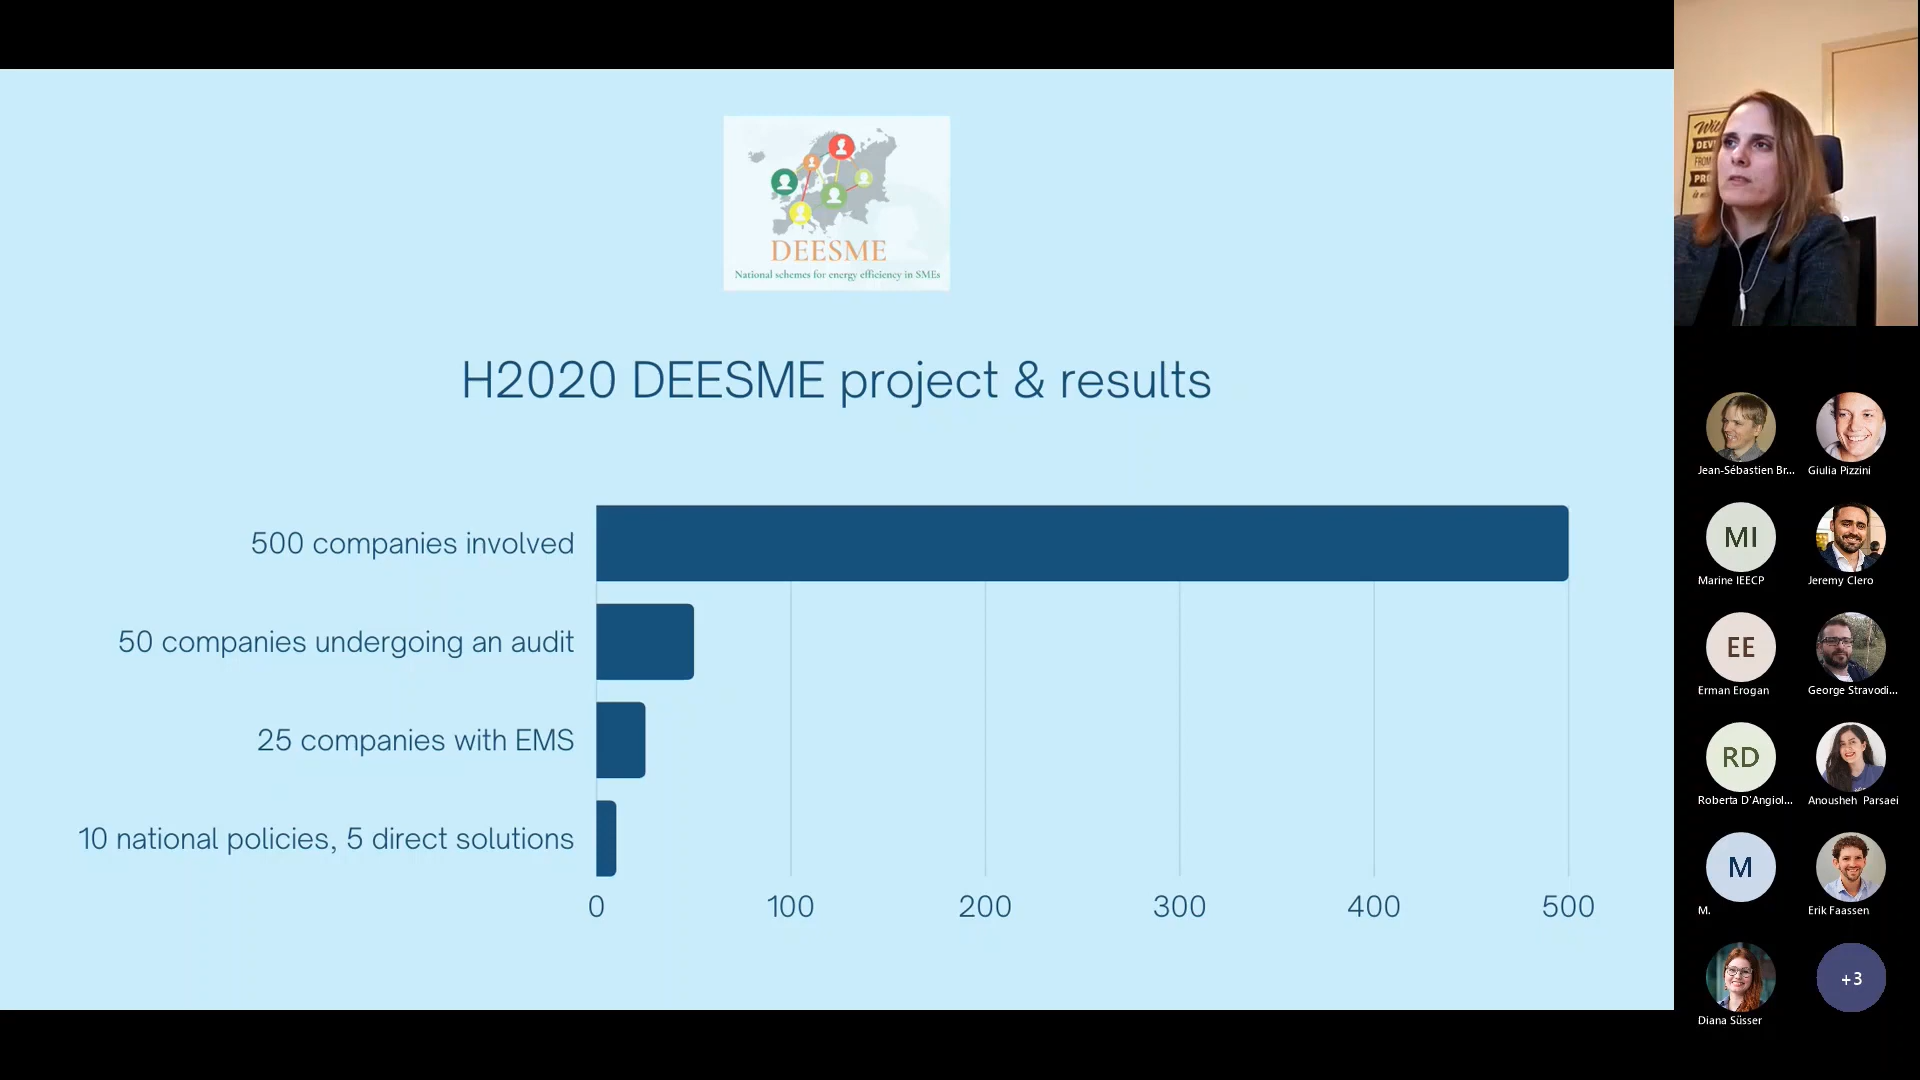 DEESME
National schemes for energy efficiency in SMEs
H2020 DEESME project & results
500 companies involved
50 companies undergoing an audit
25 companies with EMS
10 national policies, 5 direct solutions
0 100 200 300 400 500
Jean-Sébastien Br...
Giulia Pizzini
MI
Marine IEECP
Jeremy Clero
EE
Erman Erogan
George Stravodi...
RD
Roberta D'Angiol...
Anousheh Parsaei
M
M.
Erik Faassen
Diana Süsser
+3